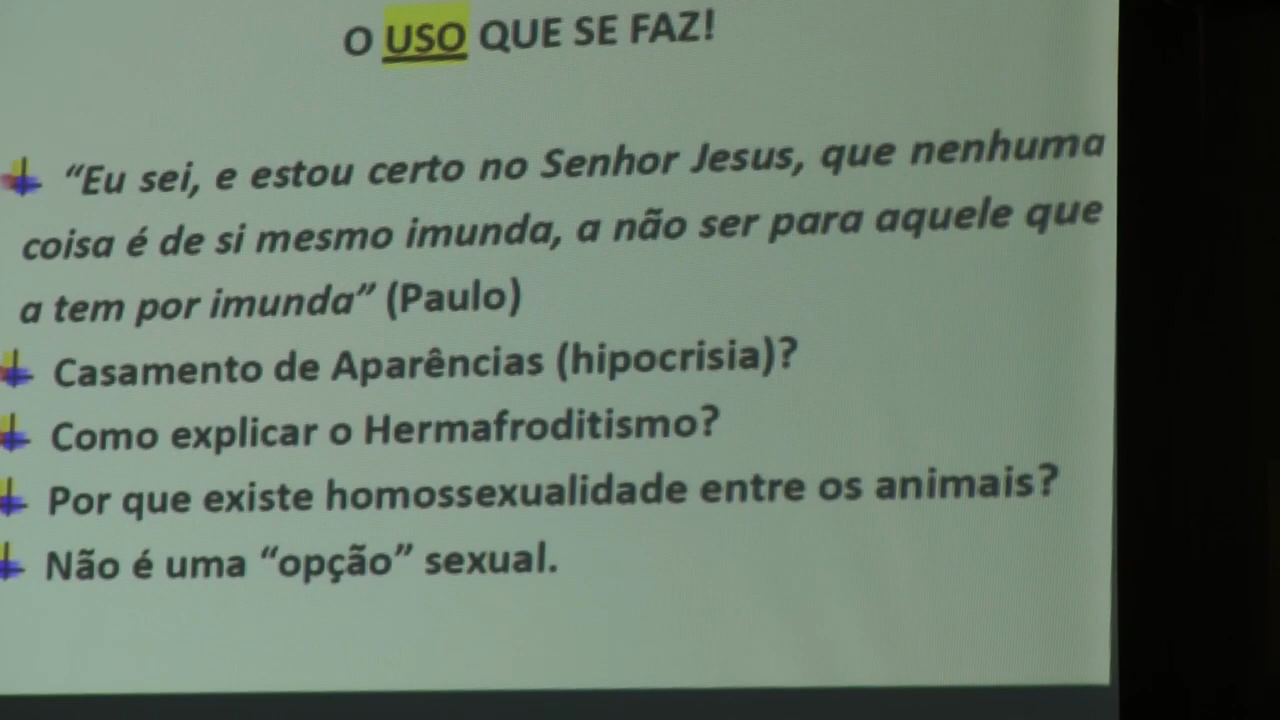 O USO QUE SE FAZ!
“Eu sei, e estou certo no Senhor Jesus, que nenhuma
coisa é de si mesmo imunda, a não ser para aquele que
a tem por imunda” (Paulo)
Casamento de Aparências (hipocrisia)?
Como explicar o Hermafroditismo?
Por que existe homossexualidade entre os animais?
Não é uma “opção” sexual.